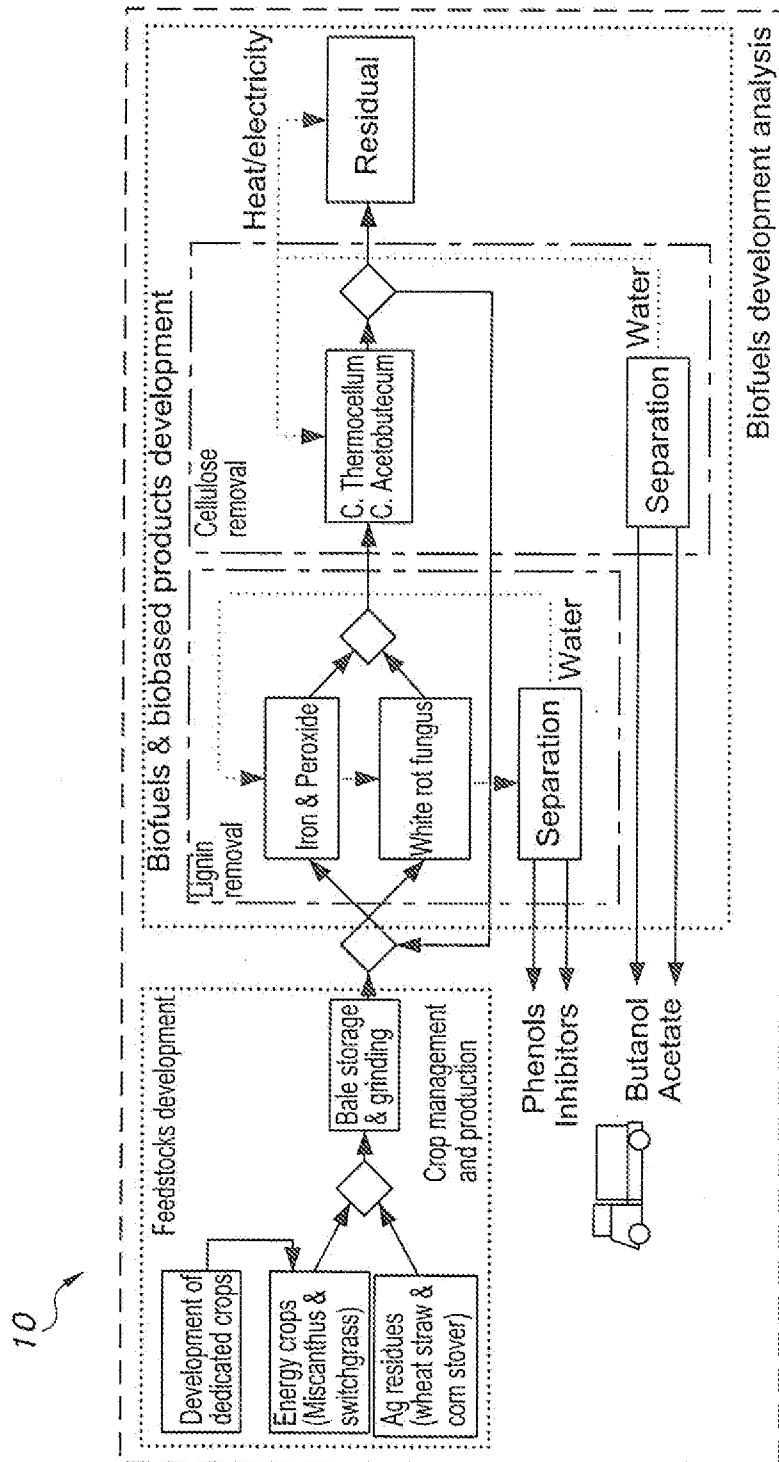 10
Feedstocks development
Development of
dedicated crops
Energy crops
(Miscanthus &
switchgrass)
Ag residues
(wheat straw &
corn stover)
Bale storage
& grinding
Crop management
and production
Biofuels & biobased products development
Lignin
removal
Iron & Peroxide
White rot fungus
Separation
Water
Phenols
Inhibitors
Cellulose
removal
C. Thermocellum
C. Acetobutecum
Separation
Water
Butanol
Acetate
Heat/electricity
Residual
Biofuels development analysis